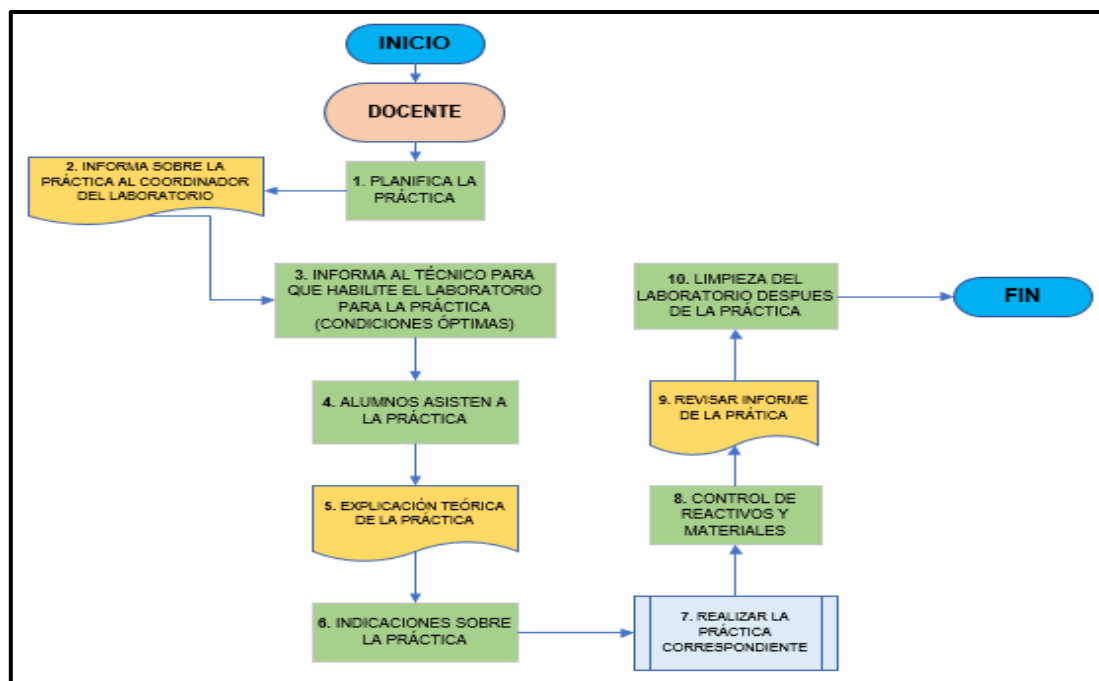 INICIO
DOCENTE
1. PLANIFICA LA
PRÁCTICA
2. INFORMA SOBRE LA
PRÁCTICA AL COORDINADOR
DEL LABORATORIO
3. INFORMA AL TÉCNICO PARA
QUE HABILITE EL LABORATORIO
PARA LA PRÁCTICA
(CONDICIONES ÓPTIMAS)
4. ALUMNOS ASISTEN A
LA PRÁCTICA
5. EXPLICACIÓN TEÓRICA
DE LA PRÁCTICA
6. INDICACIONES SOBRE
LA PRÁCTICA
7. REALIZAR LA
PRÁCTICA
CORRESPONDIENTE
8. CONTROL DE
REACTIVOS Y
MATERIALES
9. REVISAR INFORME
DE LA PRÁTICA
10. LIMPIEZA DEL
LABORATORIO DESPUES
DE LA PRÁCTICA
FIN